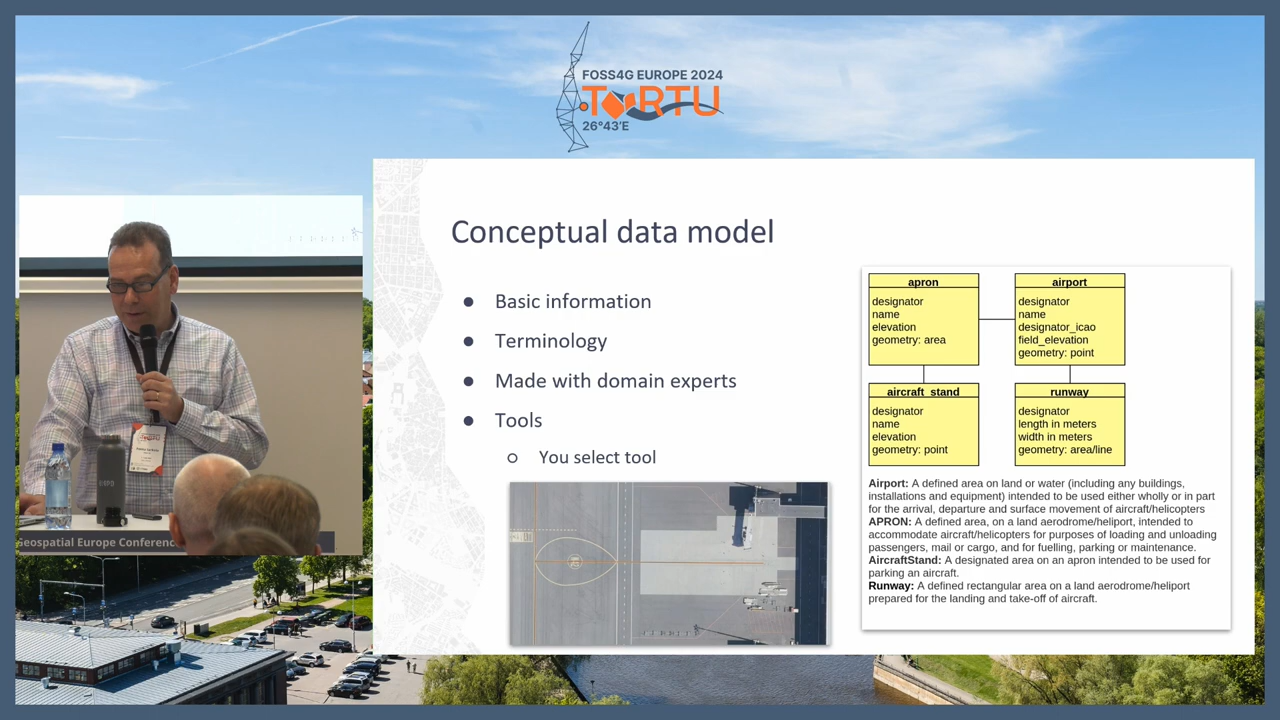 FOSS4G EUROPE 2024
TARTU
26°43'E
Conceptual data model
● Basic information
● Terminology
● Made with domain experts
● Tools
○ You select tool
apron
designator
name
elevation
geometry: area
airport
designator
name
designator_icao
field_elevation
geometry: point
aircraft_stand
designator
name
elevation
geometry: point
runway
designator
length in meters
width in meters
geometry: area/line
Airport: A defined area on land or water (including any buildings,
installations and equipment) intended to be used either wholly or in part
for the arrival, departure and surface movement of aircraft/helicopters
APRON: A defined area, on a land aerodrome/heliport, intended to
accommodate aircraft/helicopters for purposes of loading and unloading
passengers, mail or cargo, and for fuelling, parking or maintenance.
AircraftStand: A designated area on an apron intended to be used for
parking an aircraft.
Runway: A defined rectangular area on a land aerodrome/heliport
prepared for the landing and take-off of aircraft.
eospatial Europe Conferenc